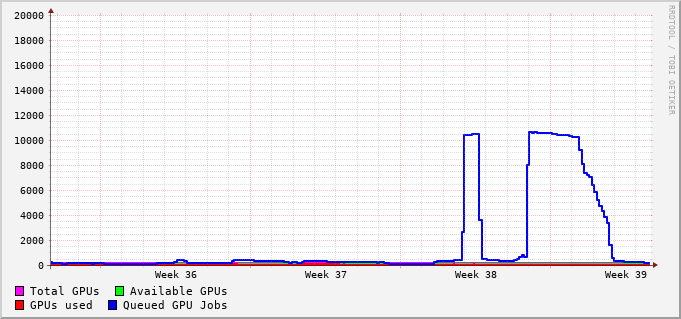 20000
18000
16000
14000
12000
10000
8000
6000
4000
2000
0
Week 36 Week 37 Week 38 Week 39
Total GPUs Available GPUs
GPUs used Queued GPU Jobs
RRDTOOL / TOBI OETIKER